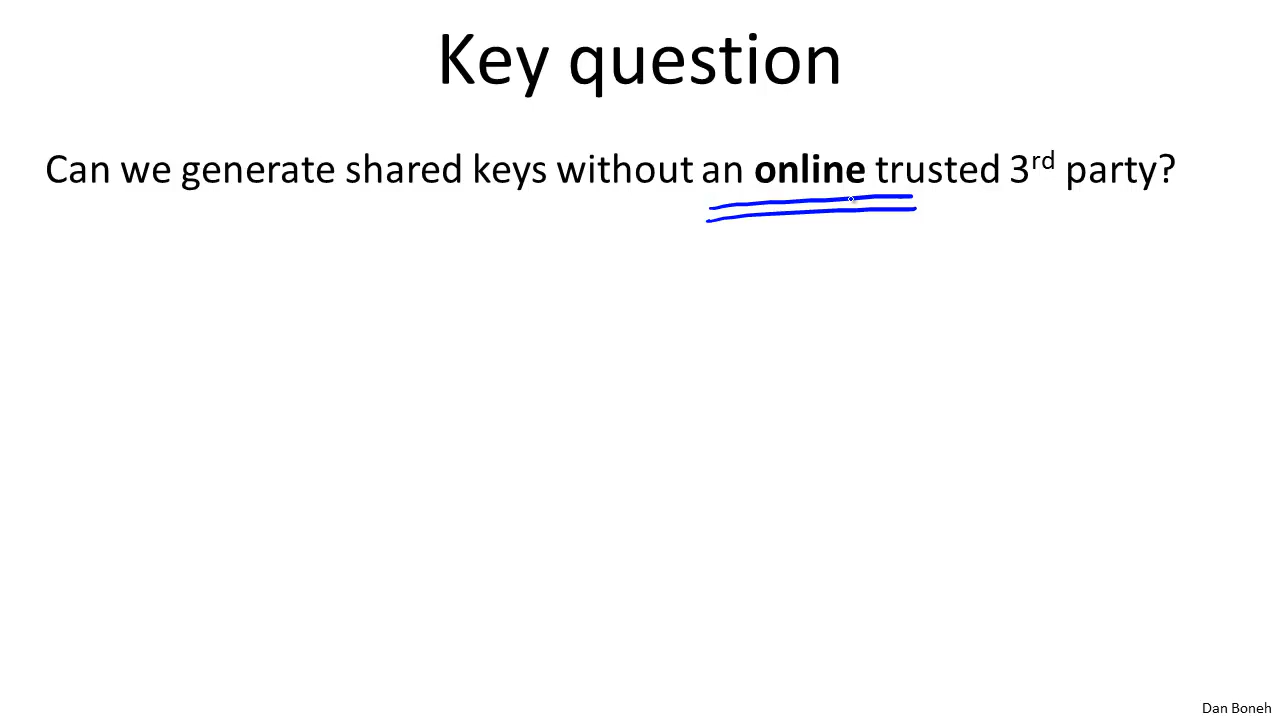 Key question
Can we generate shared keys without an online trusted 3rd party?
Dan Boneh